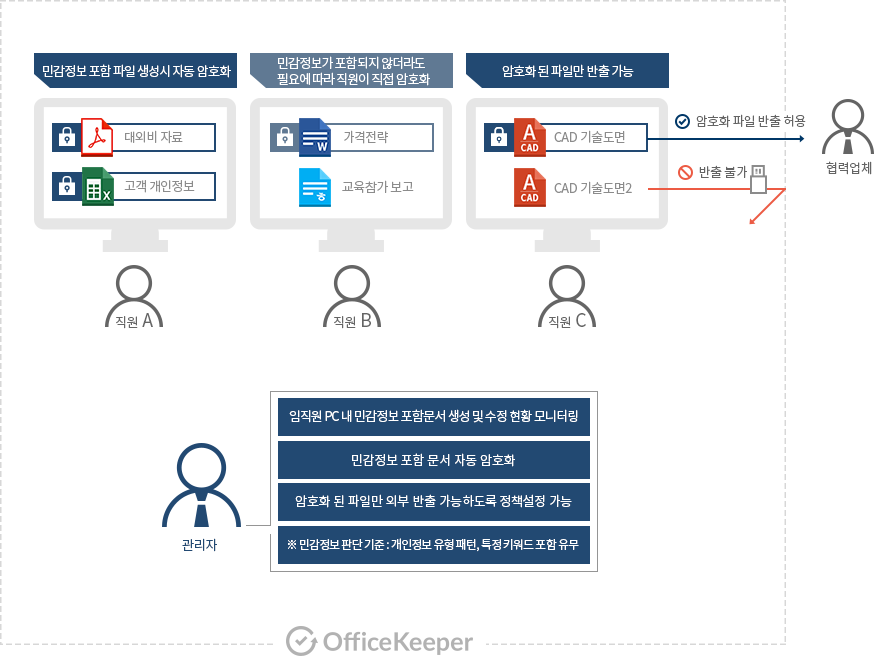 민감정보 포함 파일 생성시 자동 암호화
민감정보가 포함되지 않더라도
필요에 따라 직원이 직접 암호화
암호화 된 파일만 반출 가능
대외비 자료
고객 개인정보
X
직원 A
W
가격전략
ㅎ
교육참가 보고
직원 B
A
CAD
CAD 기술도면
A
CAD
CAD 기술도면2
직원 C
암호화 파일 반출 허용
반출 불가
협력업체
임직원 PC 내 민감정보 포함문서 생성 및 수정 현황 모니터링
민감정보 포함 문서 자동 암호화
암호화 된 파일만 외부 반출 가능하도록 정책설정 가능
※ 민감정보 판단 기준 : 개인정보 유형 패턴, 특정 키워드 포함 유무
관리자
OfficeKeeper